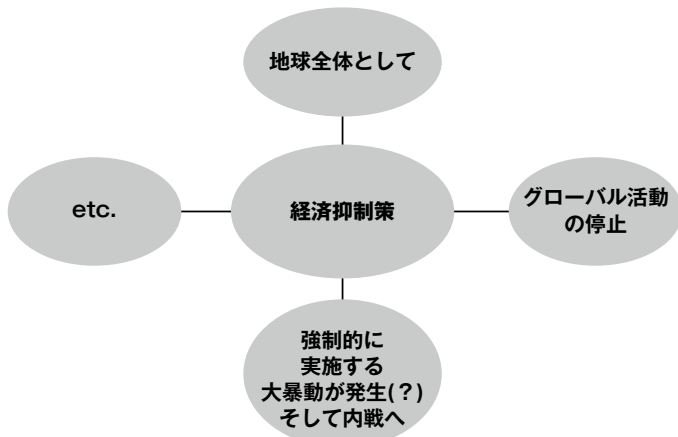 地球全体として
etc.
経済抑制策
グローバル活動
の停止
強制的に
実施する
大暴動が発生(？)
そして内戦へ